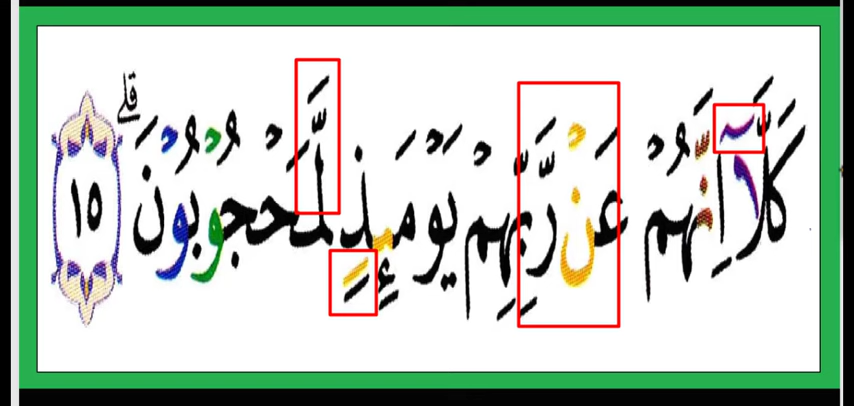 كَلَّآ اِنَّهُمْ عَنْ رَّبِّهِمْ يَوْمَئِذٍ لَّمَحْجُوْبُوْنَۗ ١٥